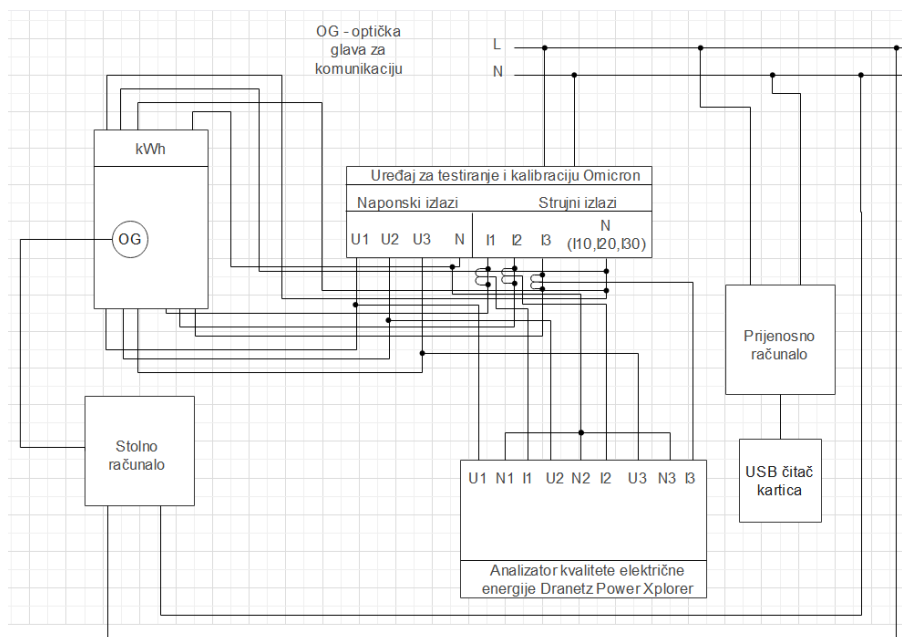 OG - optička
glava za
komunikaciju
L
N
kWh
OG
Uređaj za testiranje i kalibraciju Omicron
Naponski izlazi Strujni izlazi
U1 U2 U3 N I1 I2 I3 N
(I10,I20,I30)
Prijenosno
računalo
Stolno
računalo
USB čitač
kartica
U1 N1 I1 U2 N2 I2 U3 N3 I3
Analizator kvalitete električne
energije Dranetz Power Xplorer